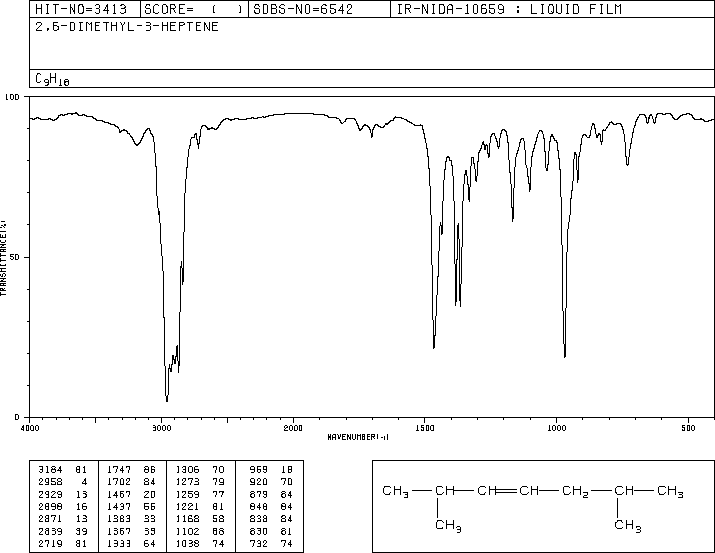 HIT-NO=3413 SCORE= ( ) SDBS-NO=6542 IR-NIDA-10659 : LIQUID FILM
2,6-DIMETHYL-3-HEPTENE
C9H18
100
50
0
TRANSMITTANCE(%)
4000 3000 2000 1500 1000 500
WAVENUMBER(-1)
3184 81 1747 86 1306 70 969 18
2958 4 1702 84 1273 79 920 70
2929 13 1467 20 1259 77 879 84
2898 16 1437 55 1221 81 848 84
2871 13 1383 33 1168 58 838 84
2839 39 1367 33 1102 68 830 81
2719 81 1333 64 1038 74 732 74
CH3 CH CH CH CH2 CH CH3
CH3 CH3